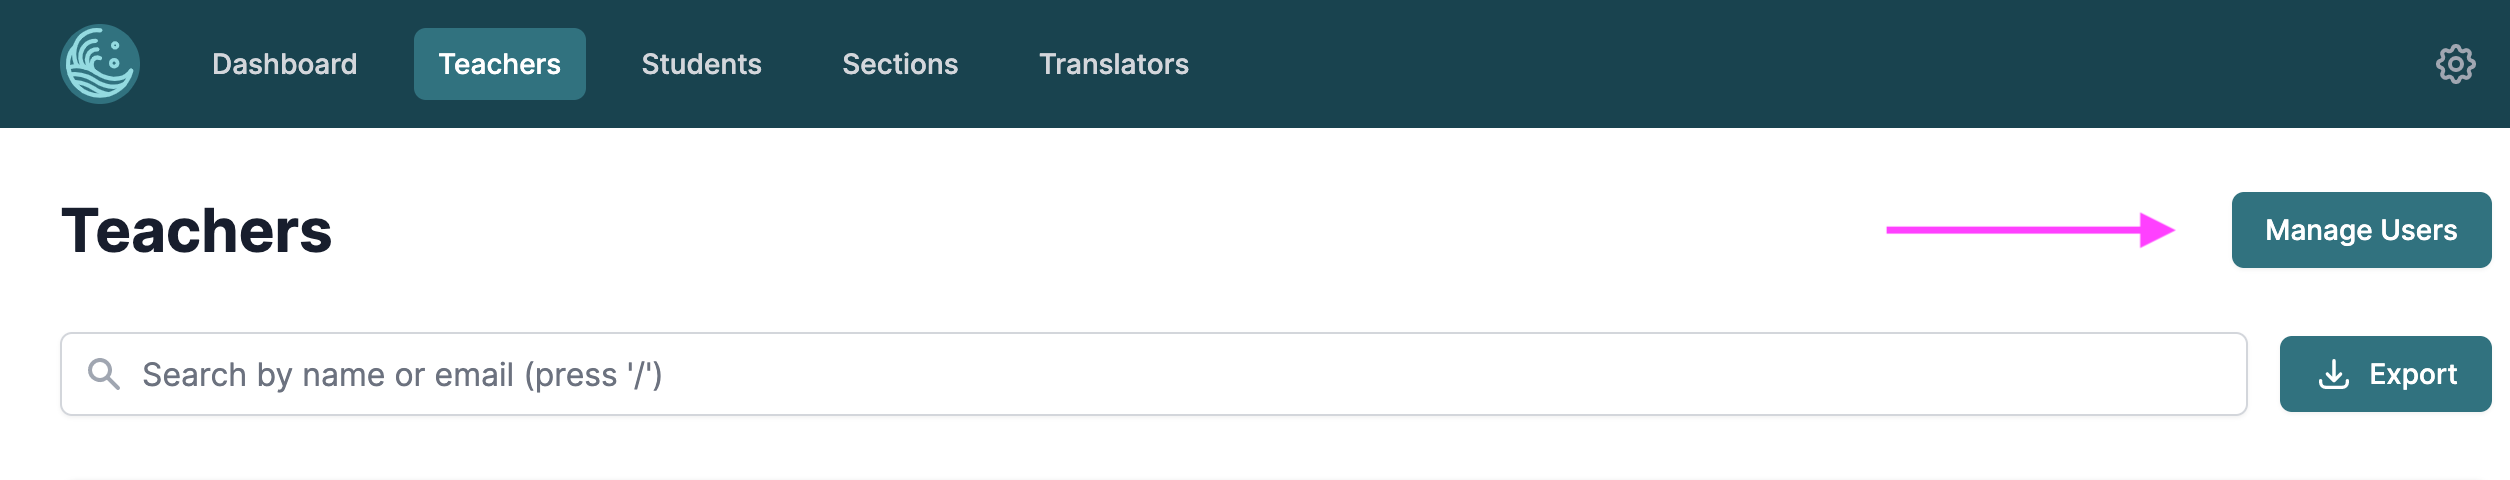 Dashboard Teachers Students Sections Translators
Teachers
Manage Users
Search by name or email (press '/')
Export